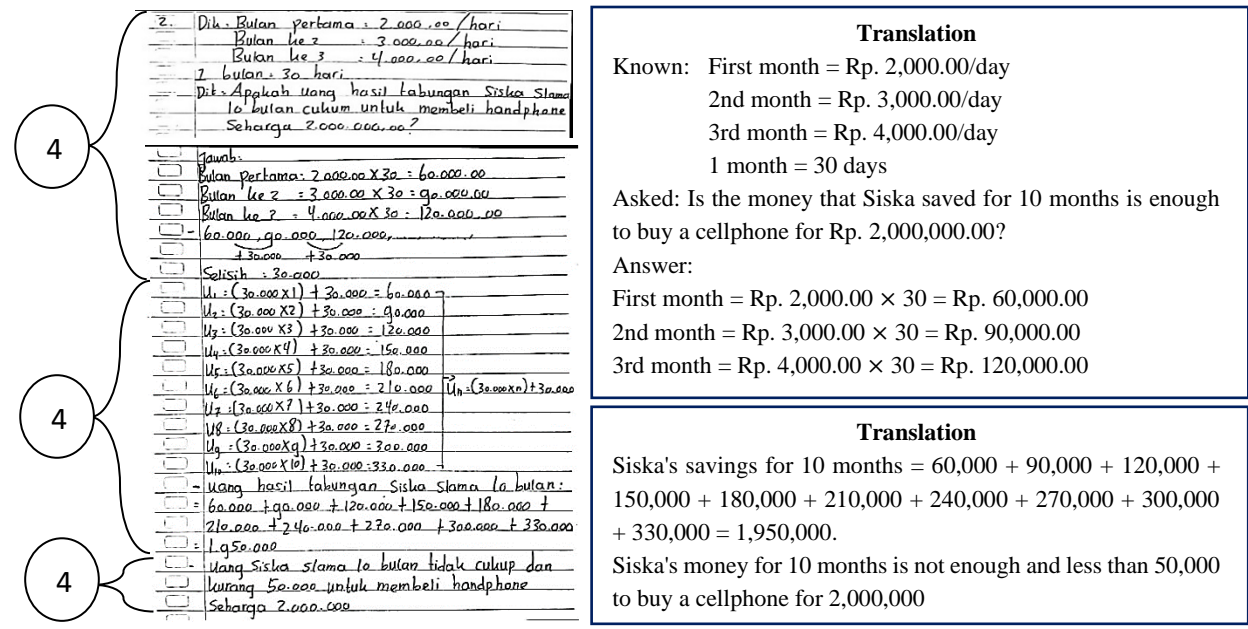 2. Dik: Bulan pertama = 2.000,00/hari
Bulan ke 2 = 3.000,00/hari
Bulan ke 3 = 4.000,00/hari
1 bulan = 30 hari
Dit: Apakah uang hasil tabungan Siska slama
10 bulan cukum untuk membeli handphone
Seharga 2.000.000,00?
4
Jawab:
Bulan pertama: 2.000.00 X 30 = 60.000.00
Bulan ke 2 = 3.000.00 X 30 = 90.000.00
Bulan ke 2 = 4.000.00 X 30 = 120.000.00
- 60.000, 90.000, 120.000, ..., ..., ...,
+30.000 +30.000
Selisih = 30.000
U₁ = (30.000 X1) + 30.000 = 60.000
U₂ = (30.000 X2) +30.000 = 90.000
U₃ = (30.000 X3) +30.000 = 120.000
U₄ = (30.000 X4) +30.000 = 150.000
U₅ = (30.000 X5) +30.000 = 180.000
U₆ = (30.000 X 6) +30.000 = 210.000 → Uₙ = (30.000 xn) +30.000
U₇ = (30.000 X7) +30.000 = 240.000
U8 = (30.000 X8) +30.000 = 270.000
U₉ = (30.000 X9) +30.000 = 300.000
U₁₀ = (30.000 X 10) +30.000 = 330.000
4
- Uang hasil tabungan Siska slama 10 bulan:
= 60.000 +90.000 +120.000 +150.000 +180.000 +
210.000 +240.000 +270.000 +300.000 +330.000
= 1.950.000
- Uang Siska slama 10 bulan tidak cukup dan
kurang 50.000 untuk membeli handphone
Seharga 2.000.000
4
Translation
Known: First month = Rp. 2,000.00/day
2nd month = Rp. 3,000.00/day
3rd month = Rp. 4,000.00/day
1 month = 30 days
Asked: Is the money that Siska saved for 10 months is enough
to buy a cellphone for Rp. 2,000,000.00?
Answer:
First month = Rp. 2,000.00 × 30 = Rp. 60,000.00
2nd month = Rp. 3,000.00 × 30 = Rp. 90,000.00
3rd month = Rp. 4,000.00 × 30 = Rp. 120,000.00
Translation
Siska's savings for 10 months = 60,000 + 90,000 + 120,000 +
150,000 + 180,000 + 210,000 + 240,000 + 270,000 + 300,000
+ 330,000 = 1,950,000.
Siska's money for 10 months is not enough and less than 50,000
to buy a cellphone for 2,000,000